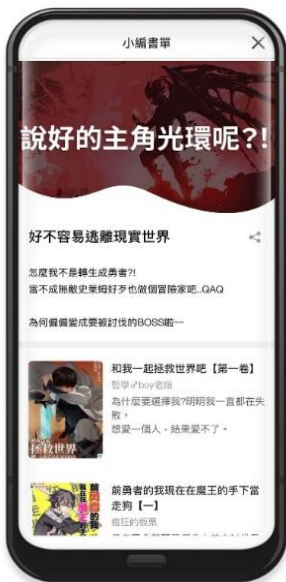 小編書單
說好的主角光環呢?!
好不容易逃離現實世界
怎麼我不是轉生成勇者?!
當不成無敵史萊姆好歹也做個冒險家吧..QAQ
為何偏偏變成要被討伐的BOSS啦~~
和我一起拯救世界吧【第一卷】
哲學♂boy老姮
為什麼要選擇我?明明我一直都在失
敗。
想愛一個人,結果愛不了。
拯救世界
前勇者的我現在在魔王的手下當
走狗【一】
瘋狂的板栗